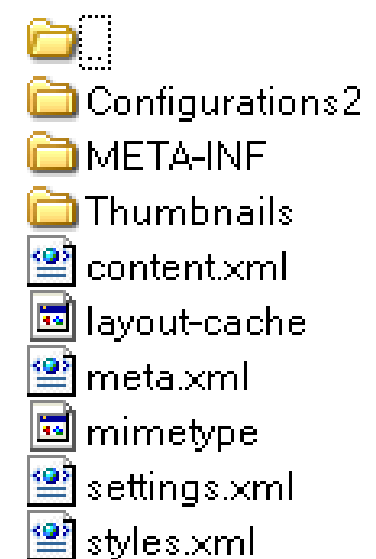 ..
Configurations2
META-INF
Thumbnails
content.xml
layout-cache
meta.xml
mimetype
settings.xml
styles.xml